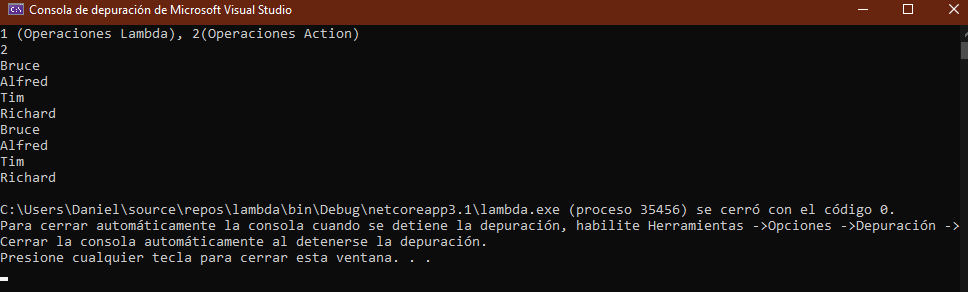 Consola de depuración de Microsoft Visual Studio
1 (Operaciones Lambda), 2(Operaciones Action)
2
Bruce
Alfred
Tim
Richard
Bruce
Alfred
Tim
Richard
C:\Users\Daniel\source\repos\lambda\bin\Debug\netcoreapp3.1\lambda.exe (proceso 35456) se cerró con el código 0.
Para cerrar automáticamente la consola cuando se detiene la depuración, habilite Herramientas ->Opciones ->Depuración ->
Cerrar la consola automáticamente al detenerse la depuración.
Presione cualquier tecla para cerrar esta ventana. . .